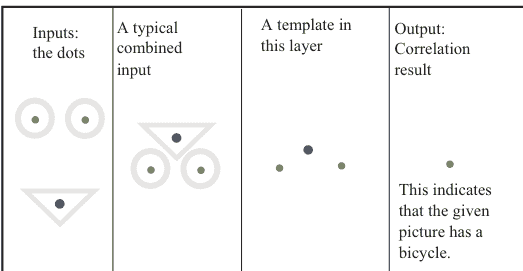 Inputs:
the dots
A typical
combined
input
A template in
this layer
Output:
Correlation
result
This indicates
that the given
picture has a
bicycle.